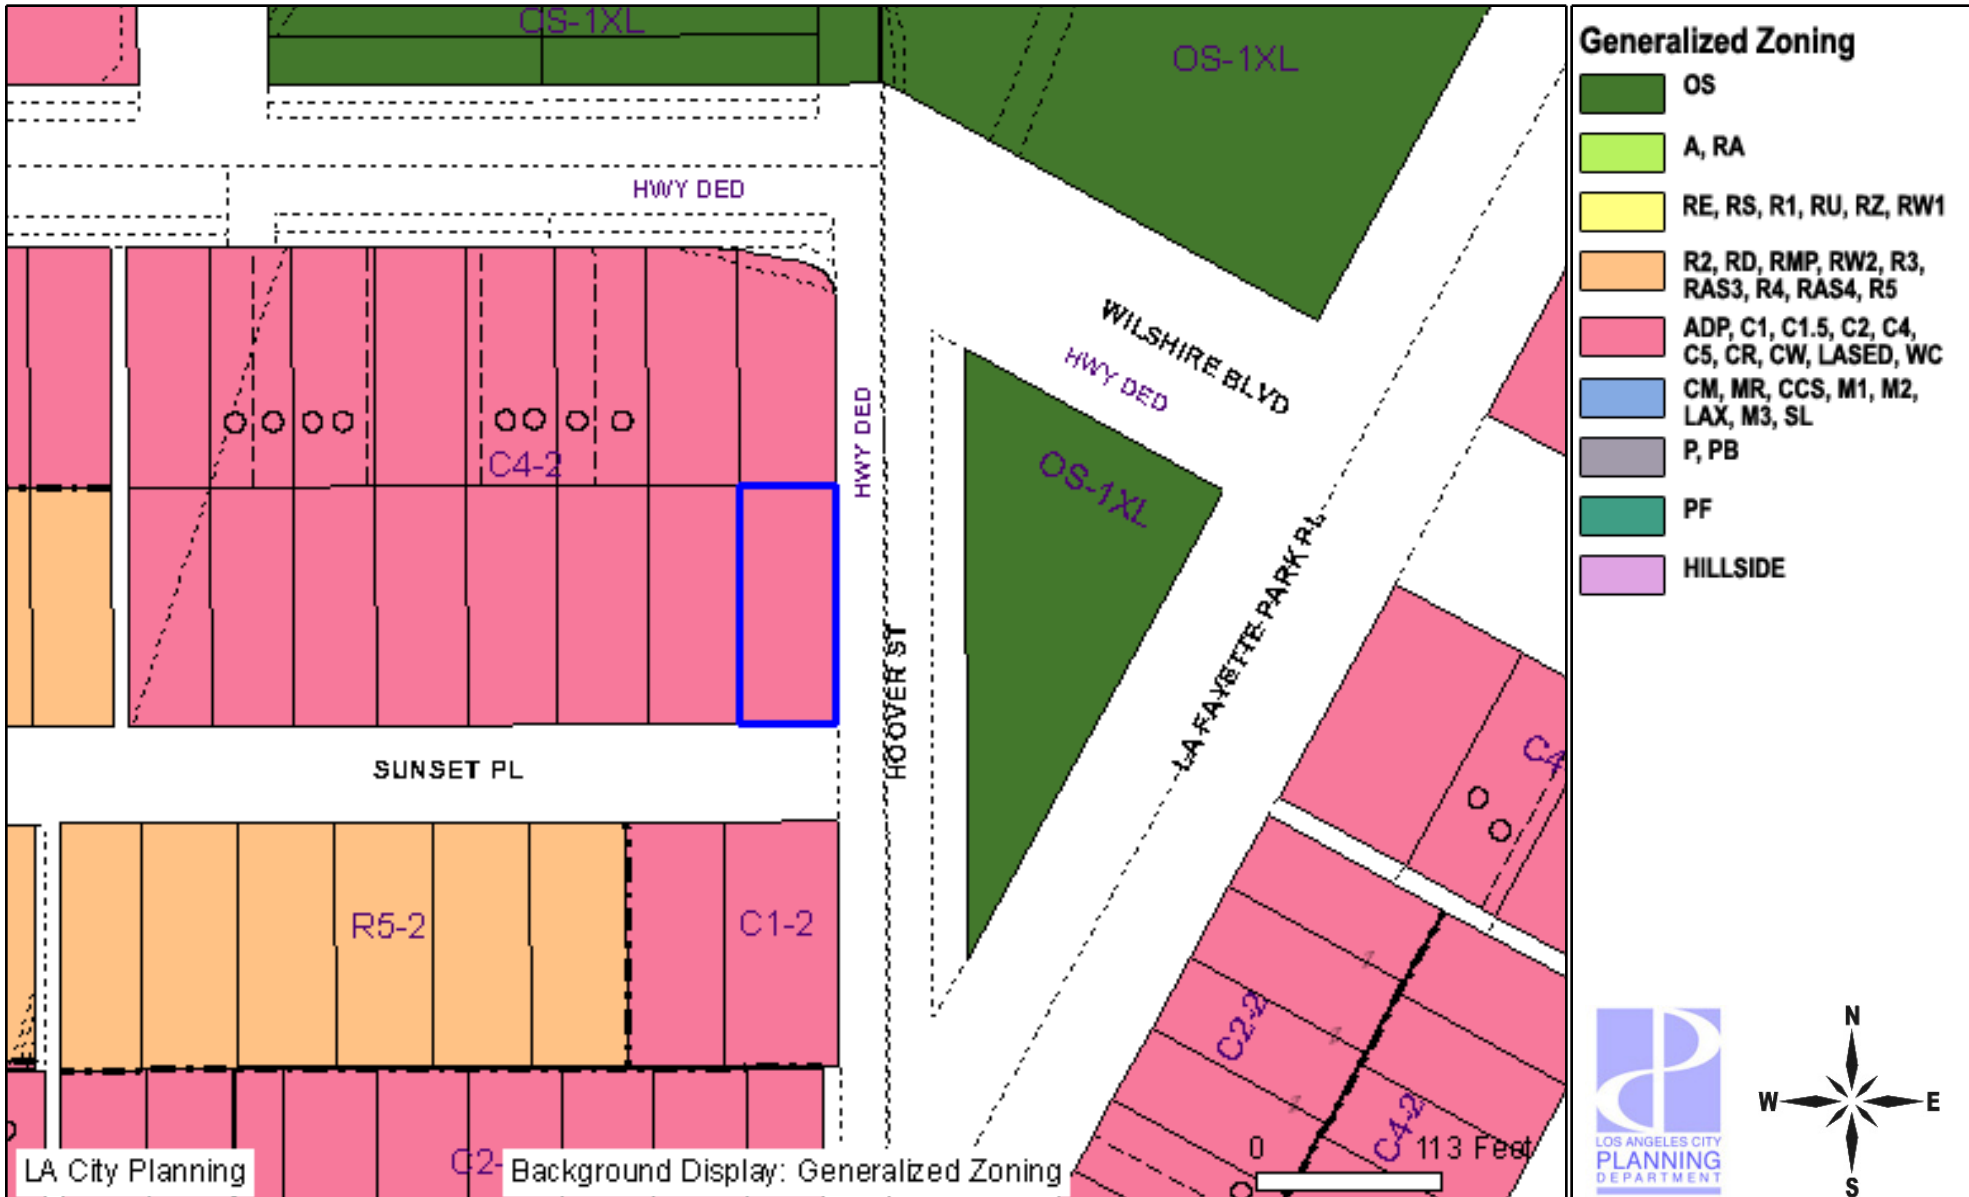 OS-1XL
OS-1XL
HWY DED
WILSHIRE BLVD
HWY DED
HWY DED
C4-2
OS-1XL
LA FAYETTE PARK PL
HOOVER ST
SUNSET PL
C4
R5-2
C1-2
C2-2
C4-2
C2-
0 113 Feet
LA City Planning
Background Display: Generalized Zoning
Generalized Zoning
OS
A, RA
RE, RS, R1, RU, RZ, RW1
R2, RD, RMP, RW2, R3,
RAS3, R4, RAS4, R5
ADP, C1, C1.5, C2, C4,
C5, CR, CW, LASED, WC
CM, MR, CCS, M1, M2,
LAX, M3, SL
P, PB
PF
HILLSIDE
LOS ANGELES CITY
PLANNING
DEPARTMENT
N
W E
S